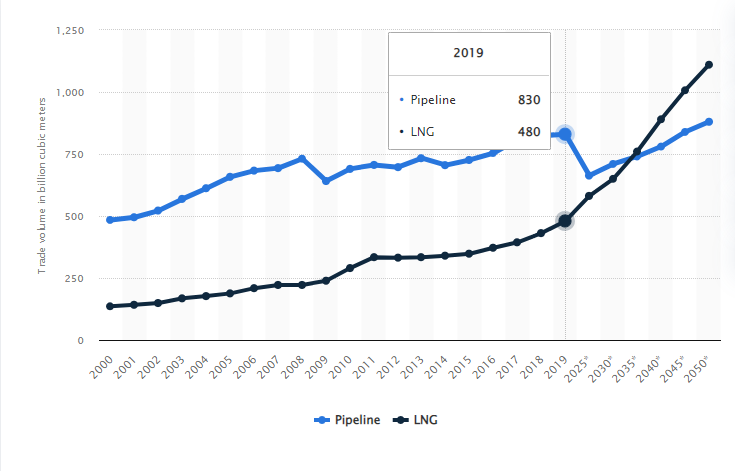 1,250
1,000
750
500
250
0
Trade volume in billion cubic meters
2019
• Pipeline 830
• LNG 480
2000 2001 2002 2003 2004 2005 2006 2007 2008 2009 2010 2011 2012 2013 2014 2015 2016 2017 2018 2019 2025* 2030* 2035* 2040* 2045* 2050*
Pipeline LNG